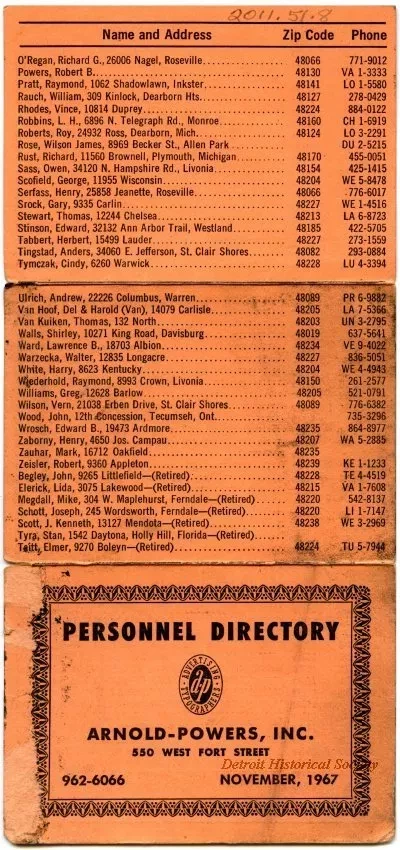 2011.51.8
Name and Address Zip Code Phone
O'Regan, Richard G., 26006 Nagel, Roseville 48066 771-9012
Powers, Robert B. 48130 VA 1-3333
Pratt, Raymond, 1062 Shadowlawn, Inkster 48141 LO 1-5580
Rauch, William, 309 Kinlock, Dearborn Hts. 48127 278-0429
Rhodes, Vince, 10814 Duprey 48224 884-0122
Robbins, L. H., 6896 N. Telegraph Rd., Monroe 48160 CH 1-6919
Roberts, Roy, 24932 Ross, Dearborn, Mich. 48124 LO 3-2291
Rose, Wilson James, 8969 Becker St., Allen Park DU 2-5215
Rust, Richard, 11560 Brownell, Plymouth, Michigan 48170 455-0051
Sass, Owen, 34120 N. Hampshire Rd., Livonia 48154 425-1415
Scofield, George, 11955 Wisconsin 48204 WE 5-8478
Serfass, Henry, 25858 Jeanette, Roseville 48066 776-6017
Srock, Gary, 9335 Carlin 48227 WE 1-4516
Stewart, Thomas, 12244 Chelsea 48213 LA 6-8723
Stinson, Edward, 32132 Ann Arbor Trail, Westland 48185 422-5705
Tabbert, Herbert, 15499 Lauder 48227 273-1559
Tingstad, Anders, 34060 E. Jefferson, St. Clair Shores 48082 293-0884
Tymczak, Cindy, 6260 Warwick 48228 LU 4-3394
Ulrich, Andrew, 22226 Columbus, Warren 48089 PR 6-9882
Van Hoof, Del & Harold (Van), 14079 Carlisle 48205 LA 7-5366
Van Kuiken, Thomas, 132 North 48203 UN 3-2795
Walls, Shirley, 10271 King Road, Davisburg 48019 637-5641
Ward, Lawrence B., 18703 Albion 48234 VE 9-4022
Warzecka, Walter, 12835 Longacre 48227 836-5051
White, Harry, 8623 Kentucky 48204 WE 4-4943
Wiederhold, Raymond, 8993 Crown, Livonia 48150 261-2577
Williams, Greg, 12628 Barlow 48205 521-0791
Wilson, Vern, 21038 Erben Drive, St. Clair Shores 48089 776-6382
Wood, John, 12th Concession, Tecumseh, Ont. 735-3296
Wrosch, Edward B., 19473 Ardmore 48235 864-8977
Zaborny, Henry, 4650 Jos. Campau 48207 WA 5-2885
Zauhar, Mark, 16712 Oakfield 48235
Zeisler, Robert, 9360 Appleton 48239 KE 1-1233
Begley, John, 9265 Littlefield—(Retired) 48228 TE 4-4519
Elerick, Lida, 3075 Lakewood—(Retired) 48215 VA 1-7608
Megdall, Mike, 304 W. Maplehurst, Ferndale—(Retired) 48220 542-8137
Schott, Joseph, 245 Wordsworth, Ferndale—(Retired) 48220 LI 1-7147
Scott, J. Kenneth, 13127 Mendota—(Retired) 48238 WE 3-2969
Tyra, Stan, 1542 Daytona, Holly Hill, Florida—(Retired)
Elmer, 9270 Boleyn—(Retired) 48224 TU 5-7944
PERSONNEL DIRECTORY
ADVERTISING
ap
TYPOGRAPHERS
ARNOLD-POWERS, INC.
550 WEST FORT STREET
Detroit Historical Society
962-6066 NOVEMBER, 1967